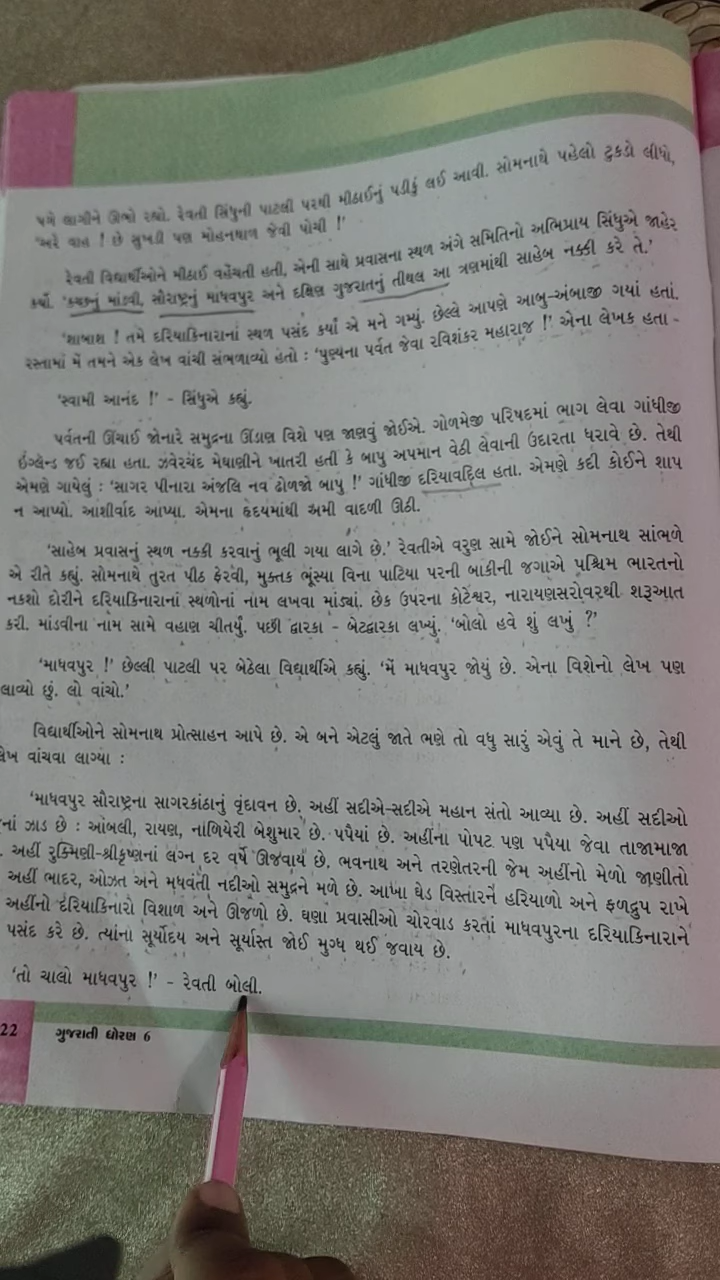 પગે લાગીને ઊભો રહ્યો. રેવતી સિંધુની પાટલી પરથી મીઠાઈનું પડીકું લઈ આવી. સોમનાથે પહેલો ટુકડો લીધો,
'અરે વાહ ! છે સુખડી પણ મોહનથાળ જેવી પોચી !'
રેવતી વિદ્યાર્થીઓને મીઠાઈ વહેંચતી હતી, એની સાથે પ્રવાસના સ્થળ અંગે સમિતિનો અભિપ્રાય સિંધુએ જાહેર
કર્યો. 'કચ્છનું માંડવી, સૌરાષ્ટ્રનું માધવપુર અને દક્ષિણ ગુજરાતનું તીથલ આ ત્રણમાંથી સાહેબ નક્કી કરે તે.'
'શાબાશ ! તમે દરિયાકિનારાનાં સ્થળ પસંદ કર્યાં એ મને ગમ્યું. છેલ્લે આપણે આબુ-અંબાજી ગયાં હતાં.
રસ્તામાં મેં તમને એક લેખ વાંચી સંભળાવ્યો હતો : 'પુણ્યના પર્વત જેવા રવિશંકર મહારાજ !' એના લેખક હતા -
'સ્વામી આનંદ !' - સિંધુએ કહ્યું.
પર્વતની ઊંચાઈ જોનારે સમુદ્રના ઊંડાણ વિશે પણ જાણવું જોઈએ. ગોળમેજી પરિષદમાં ભાગ લેવા ગાંધીજી
ઇંગ્લેન્ડ જઈ રહ્યા હતા. ઝવેરચંદ મેઘાણીને ખાતરી હતી કે બાપુ અપમાન વેઠી લેવાની ઉદારતા ધરાવે છે. તેથી
એમણે ગાયેલું : 'સાગર પીનારા અંજલિ નવ ઢોળજો બાપુ !' ગાંધીજી દરિયાવદિલ હતા. એમણે કદી કોઈને શાપ
ન આપ્યો. આશીર્વાદ આપ્યા. એમના હૃદયમાંથી અમી વાદળી ઊઠી.
'સાહેબ પ્રવાસનું સ્થળ નક્કી કરવાનું ભૂલી ગયા લાગે છે.' રેવતીએ વરુણ સામે જોઈને સોમનાથ સાંભળે
એ રીતે કહ્યું. સોમનાથે તુરત પીઠ ફેરવી, મુક્તક ભૂંસ્યા વિના પાટિયા પરની બાકીની જગાએ પશ્ચિમ ભારતનો
નકશો દોરીને દરિયાકિનારાનાં સ્થળોનાં નામ લખવા માંડ્યાં. છેક ઉપરના કોટેશ્વર, નારાયણસરોવરથી શરૂઆત
કરી. માંડવીના નામ સામે વહાણ ચીતર્યું. પછી દ્વારકા - બેટદ્વારકા લખ્યું. 'બોલો હવે શું લખું ?'
'માધવપુર !' છેલ્લી પાટલી પર બેઠેલા વિદ્યાર્થીએ કહ્યું. 'મેં માધવપુર જોયું છે. એના વિશેનો લેખ પણ
લાવ્યો છું. લો વાંચો.'
વિદ્યાર્થીઓને સોમનાથ પ્રોત્સાહન આપે છે. એ બને એટલું જાતે ભણે તો વધુ સારું એવું તે માને છે, તેથી
લેખ વાંચવા લાગ્યા :
'માધવપુર સૌરાષ્ટ્રના સાગરકાંઠાનું વૃંદાવન છે. અહીં સદીએ-સદીએ મહાન સંતો આવ્યા છે. અહીં સદીઓ
નાં ઝાડ છે : આંબલી, રાયણ, નાળિયેરી બેશુમાર છે. પપૈયાં છે. અહીંના પોપટ પણ પપૈયા જેવા તાજામાજા
. અહીં રુક્મિણી-શ્રીકૃષ્ણનાં લગ્ન દર વર્ષે ઊજવાય છે. ભવનાથ અને તરણેતરની જેમ અહીંનો મેળો જાણીતો
અહીં ભાદર, ઓઝત અને મધવંતી નદીઓ સમુદ્રને મળે છે. આખા ઘેડ વિસ્તારને હરિયાળો અને ફળદ્રુપ રાખે
અહીંનો દરિયાકિનારો વિશાળ અને ઊજળો છે. ઘણા પ્રવાસીઓ ચોરવાડ કરતાં માધવપુરના દરિયાકિનારાને
પસંદ કરે છે. ત્યાંના સૂર્યોદય અને સૂર્યાસ્ત જોઈ મુગ્ધ થઈ જવાય છે.
'તો ચાલો માધવપુર !' - રેવતી બોલી.
22 ગુજરાતી ધોરણ 6